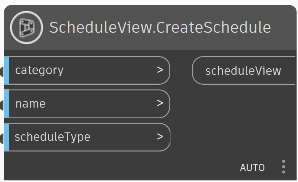 ScheduleView.CreateSchedule
category >
scheduleView
name >
scheduleType >
AUTO